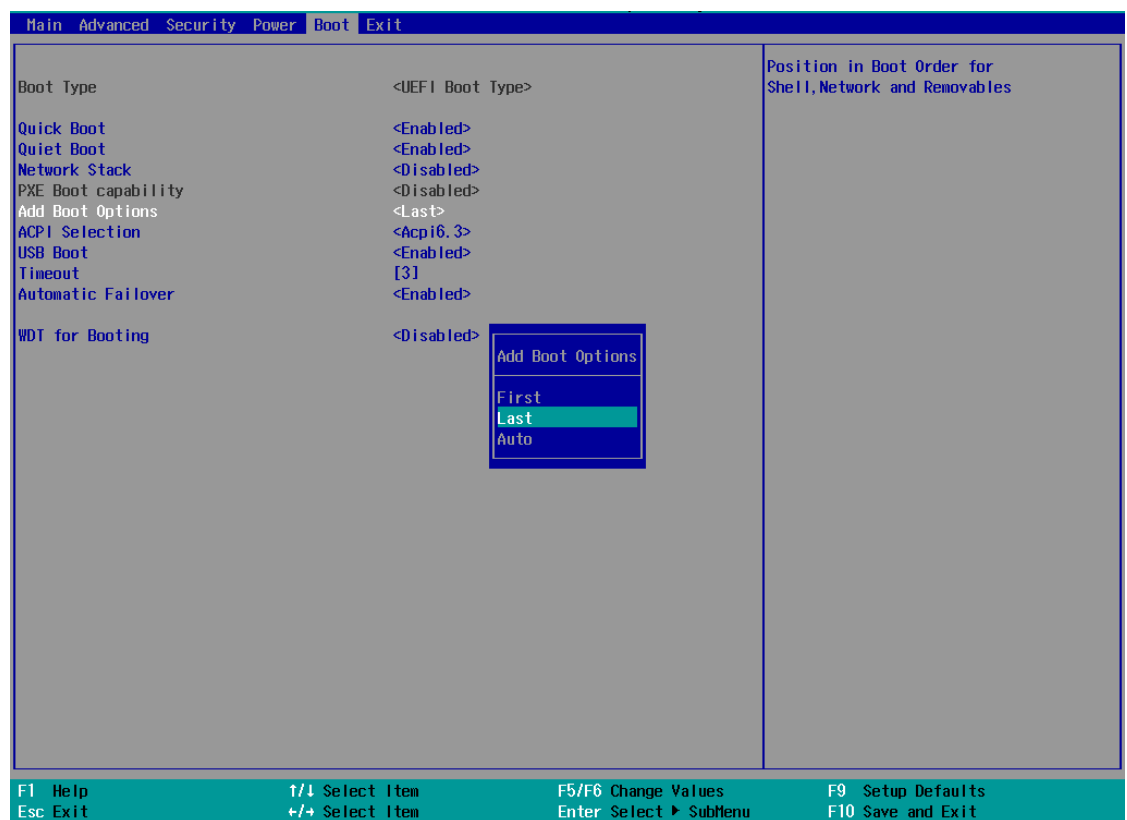 Main Advanced Security Power Boot Exit
Position in Boot Order for
Shell,Network and Removables
Boot Type <UEFI Boot Type>
Quick Boot <Enabled>
Quiet Boot <Enabled>
Network Stack <Disabled>
PXE Boot capability <Disabled>
Add Boot Options <Last>
ACPI Selection <Acpi6.3>
USB Boot <Enabled>
Timeout [3]
Automatic Failover <Enabled>
WDT for Booting <Disabled>
Add Boot Options
First
Last
Auto
F1 Help ↑/↓ Select Item F5/F6 Change Values F9 Setup Defaults
Esc Exit ←/→ Select Item Enter Select ▶ SubMenu F10 Save and Exit